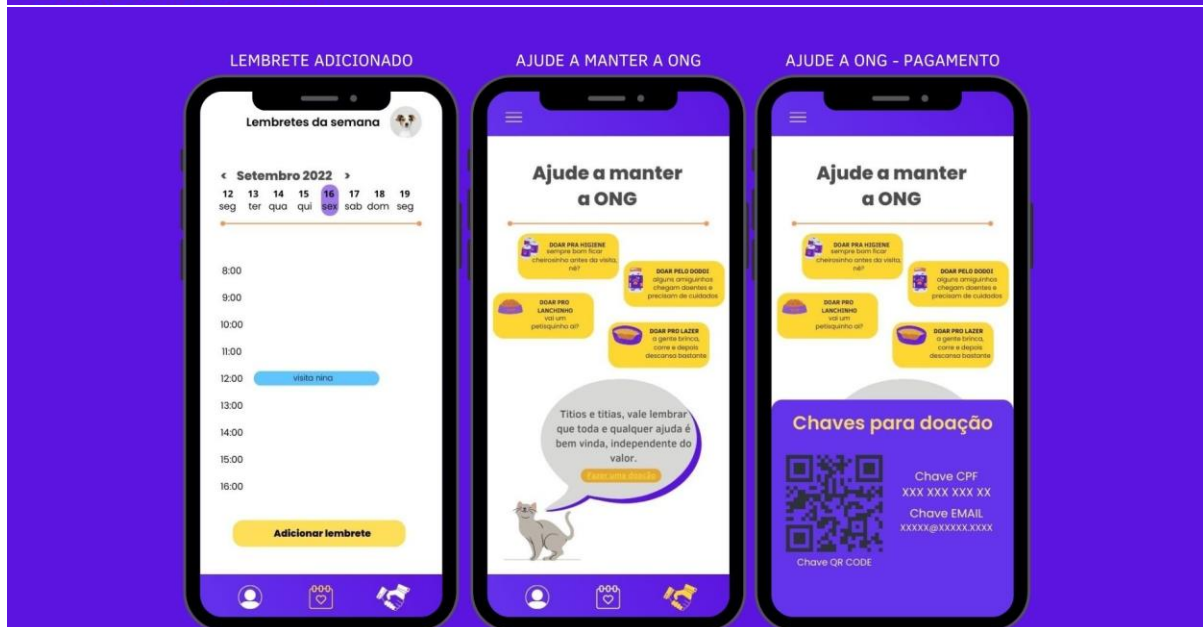 LEMBRETE ADICIONADO
Lembretes da semana
< Setembro 2022 >
12 13 14 15 16 17 18 19
seg ter qua qui sex sab dom seg
8:00
9:00
10:00
11:00
12:00 visita nina
13:00
14:00
15:00
16:00
Adicionar lembrete
AJUDE A MANTER A ONG
Ajude a manter
a ONG
DOAR PRA HIGIENE
sempre bom ficar
cheirosinho antes da visita,
né?
DOAR PELO DODOI
alguns amiguinhos
chegam doentes e
precisam de cuidados
DOAR PRO
LANCHINHO
vai um
petisquinho aí?
DOAR PRO LAZER
a gente brinca,
corre e depois
descansa bastante
Titios e titias, vale lembrar
que toda e qualquer ajuda é
bem vinda, independente do
valor.
Fazer uma doação
AJUDE A ONG - PAGAMENTO
Ajude a manter
a ONG
DOAR PRA HIGIENE
sempre bom ficar
cheirosinho antes da visita,
né?
DOAR PELO DODOI
alguns amiguinhos
chegam doentes e
precisam de cuidados
DOAR PRO
LANCHINHO
vai um
petisquinho aí?
DOAR PRO LAZER
a gente brinca,
corre e depois
descansa bastante
Chaves para doação
Chave CPF
XXX XXX XXX XX
Chave EMAIL
XXXXX@XXXXX.XXXX
Chave QR CODE